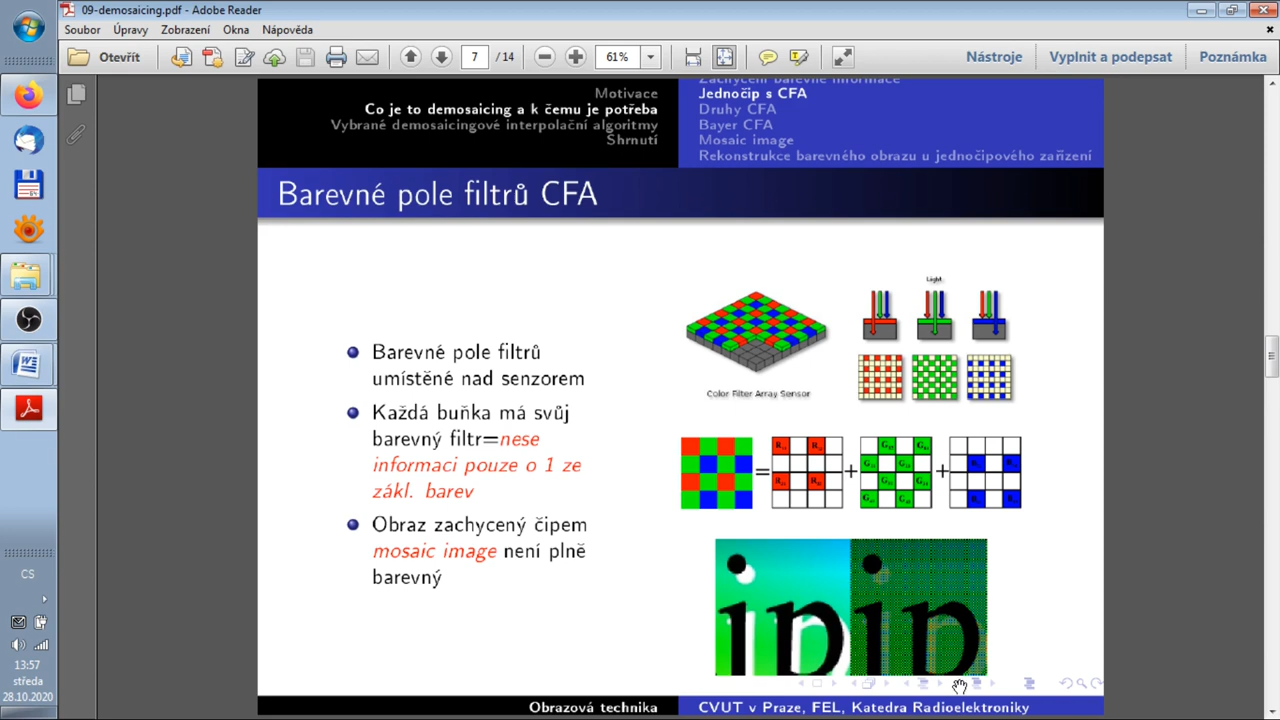 09-demosaicing.pdf - Adobe Reader
Soubor Úpravy Zobrazení Okna Nápověda
Otevřít 7 / 14 61% Nástroje Vyplnit a podepsat Poznámka
Zachycení barevné informace
Motivace
Co je to demosaicing a k čemu je potřeba
Vybrané demosaicingové interpolační algoritmy
Shrnutí
Jednočip s CFA
Druhy CFA
Bayer CFA
Mosaic image
Rekonstrukce barevného obrazu u jednočipového zařízení
Barevné pole filtrů CFA
Barevné pole filtrů
umístěné nad senzorem
Každá buňka má svůj
barevný filtr=nese
informaci pouze o 1 ze
zákl. barev
Obraz zachycený čipem
mosaic image není plně
barevný
Light
Color Filter Array Sensor
= + +
Obrazová technika
CVUT v Praze, FEL, Katedra Radioelektroniky
CS
13:57
středa
28.10.2020